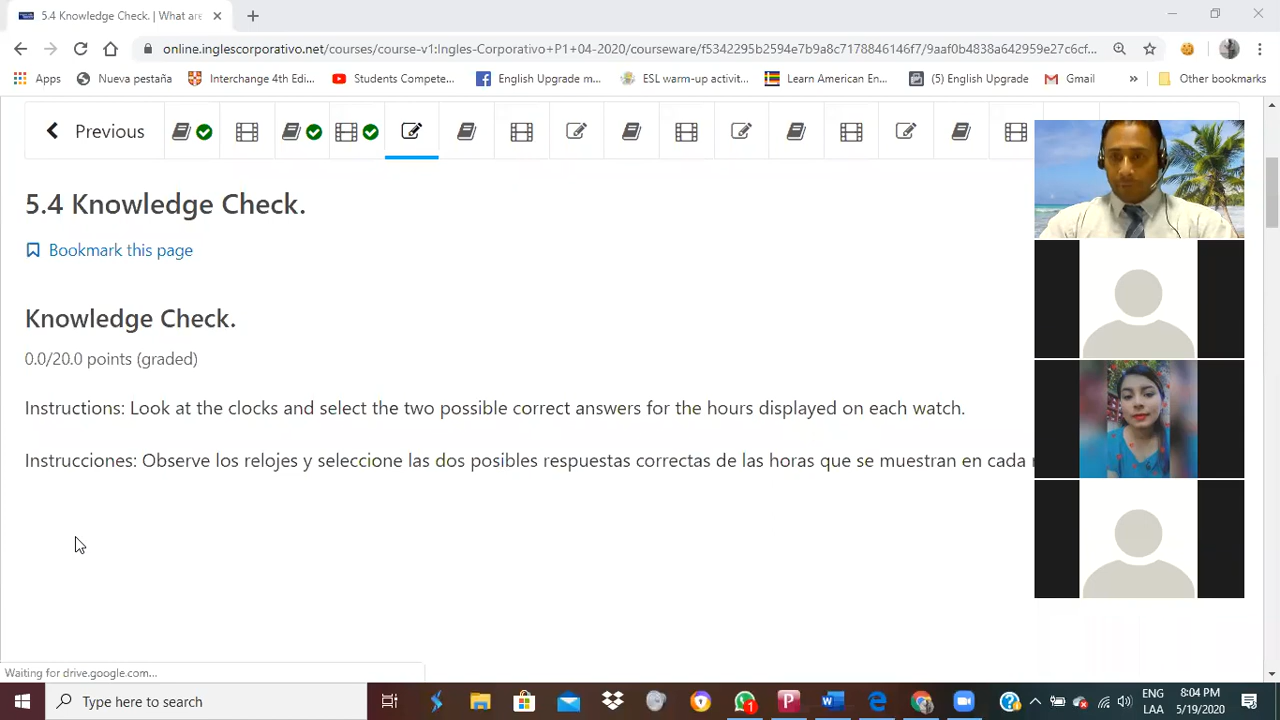 5.4 Knowledge Check. | What are
online.inglescorporativo.net/courses/course-v1:Ingles-Corporativo+P1+04-2020/courseware/f5342295b2594e7b9a8c7178846146f7/9aaf0b4838a642959e27c6cf...
Apps Nueva pestaña Interchange 4th Edi... Students Compete... English Upgrade m... ESL warm-up activit... Learn American En... (5) English Upgrade Gmail » Other bookmarks
Previous
5.4 Knowledge Check.
Bookmark this page
Knowledge Check.
0.0/20.0 points (graded)
Instructions: Look at the clocks and select the two possible correct answers for the hours displayed on each watch.
Instrucciones: Observe los relojes y seleccione las dos posibles respuestas correctas de las horas que se muestran en cada
Waiting for drive.google.com...
Type here to search
1
ENG
LAA
8:04 PM
5/19/2020